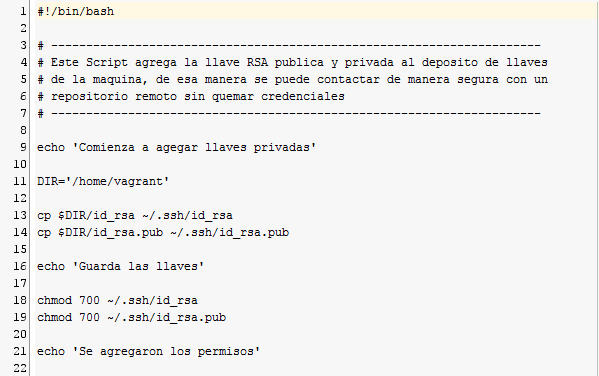 1 #!/bin/bash
2
3 # ----------------------------------------------------------------------
4 # Este Script agrega la llave RSA publica y privada al deposito de llaves
5 # de la maquina, de esa manera se puede contactar de manera segura con un
6 # repositorio remoto sin quemar credenciales
7 # ----------------------------------------------------------------------
8
9 echo 'Comienza a agegar llaves privadas'
10
11 DIR='/home/vagrant'
12
13 cp $DIR/id_rsa ~/.ssh/id_rsa
14 cp $DIR/id_rsa.pub ~/.ssh/id_rsa.pub
15
16 echo 'Guarda las llaves'
17
18 chmod 700 ~/.ssh/id_rsa
19 chmod 700 ~/.ssh/id_rsa.pub
20
21 echo 'Se agregaron los permisos'
22